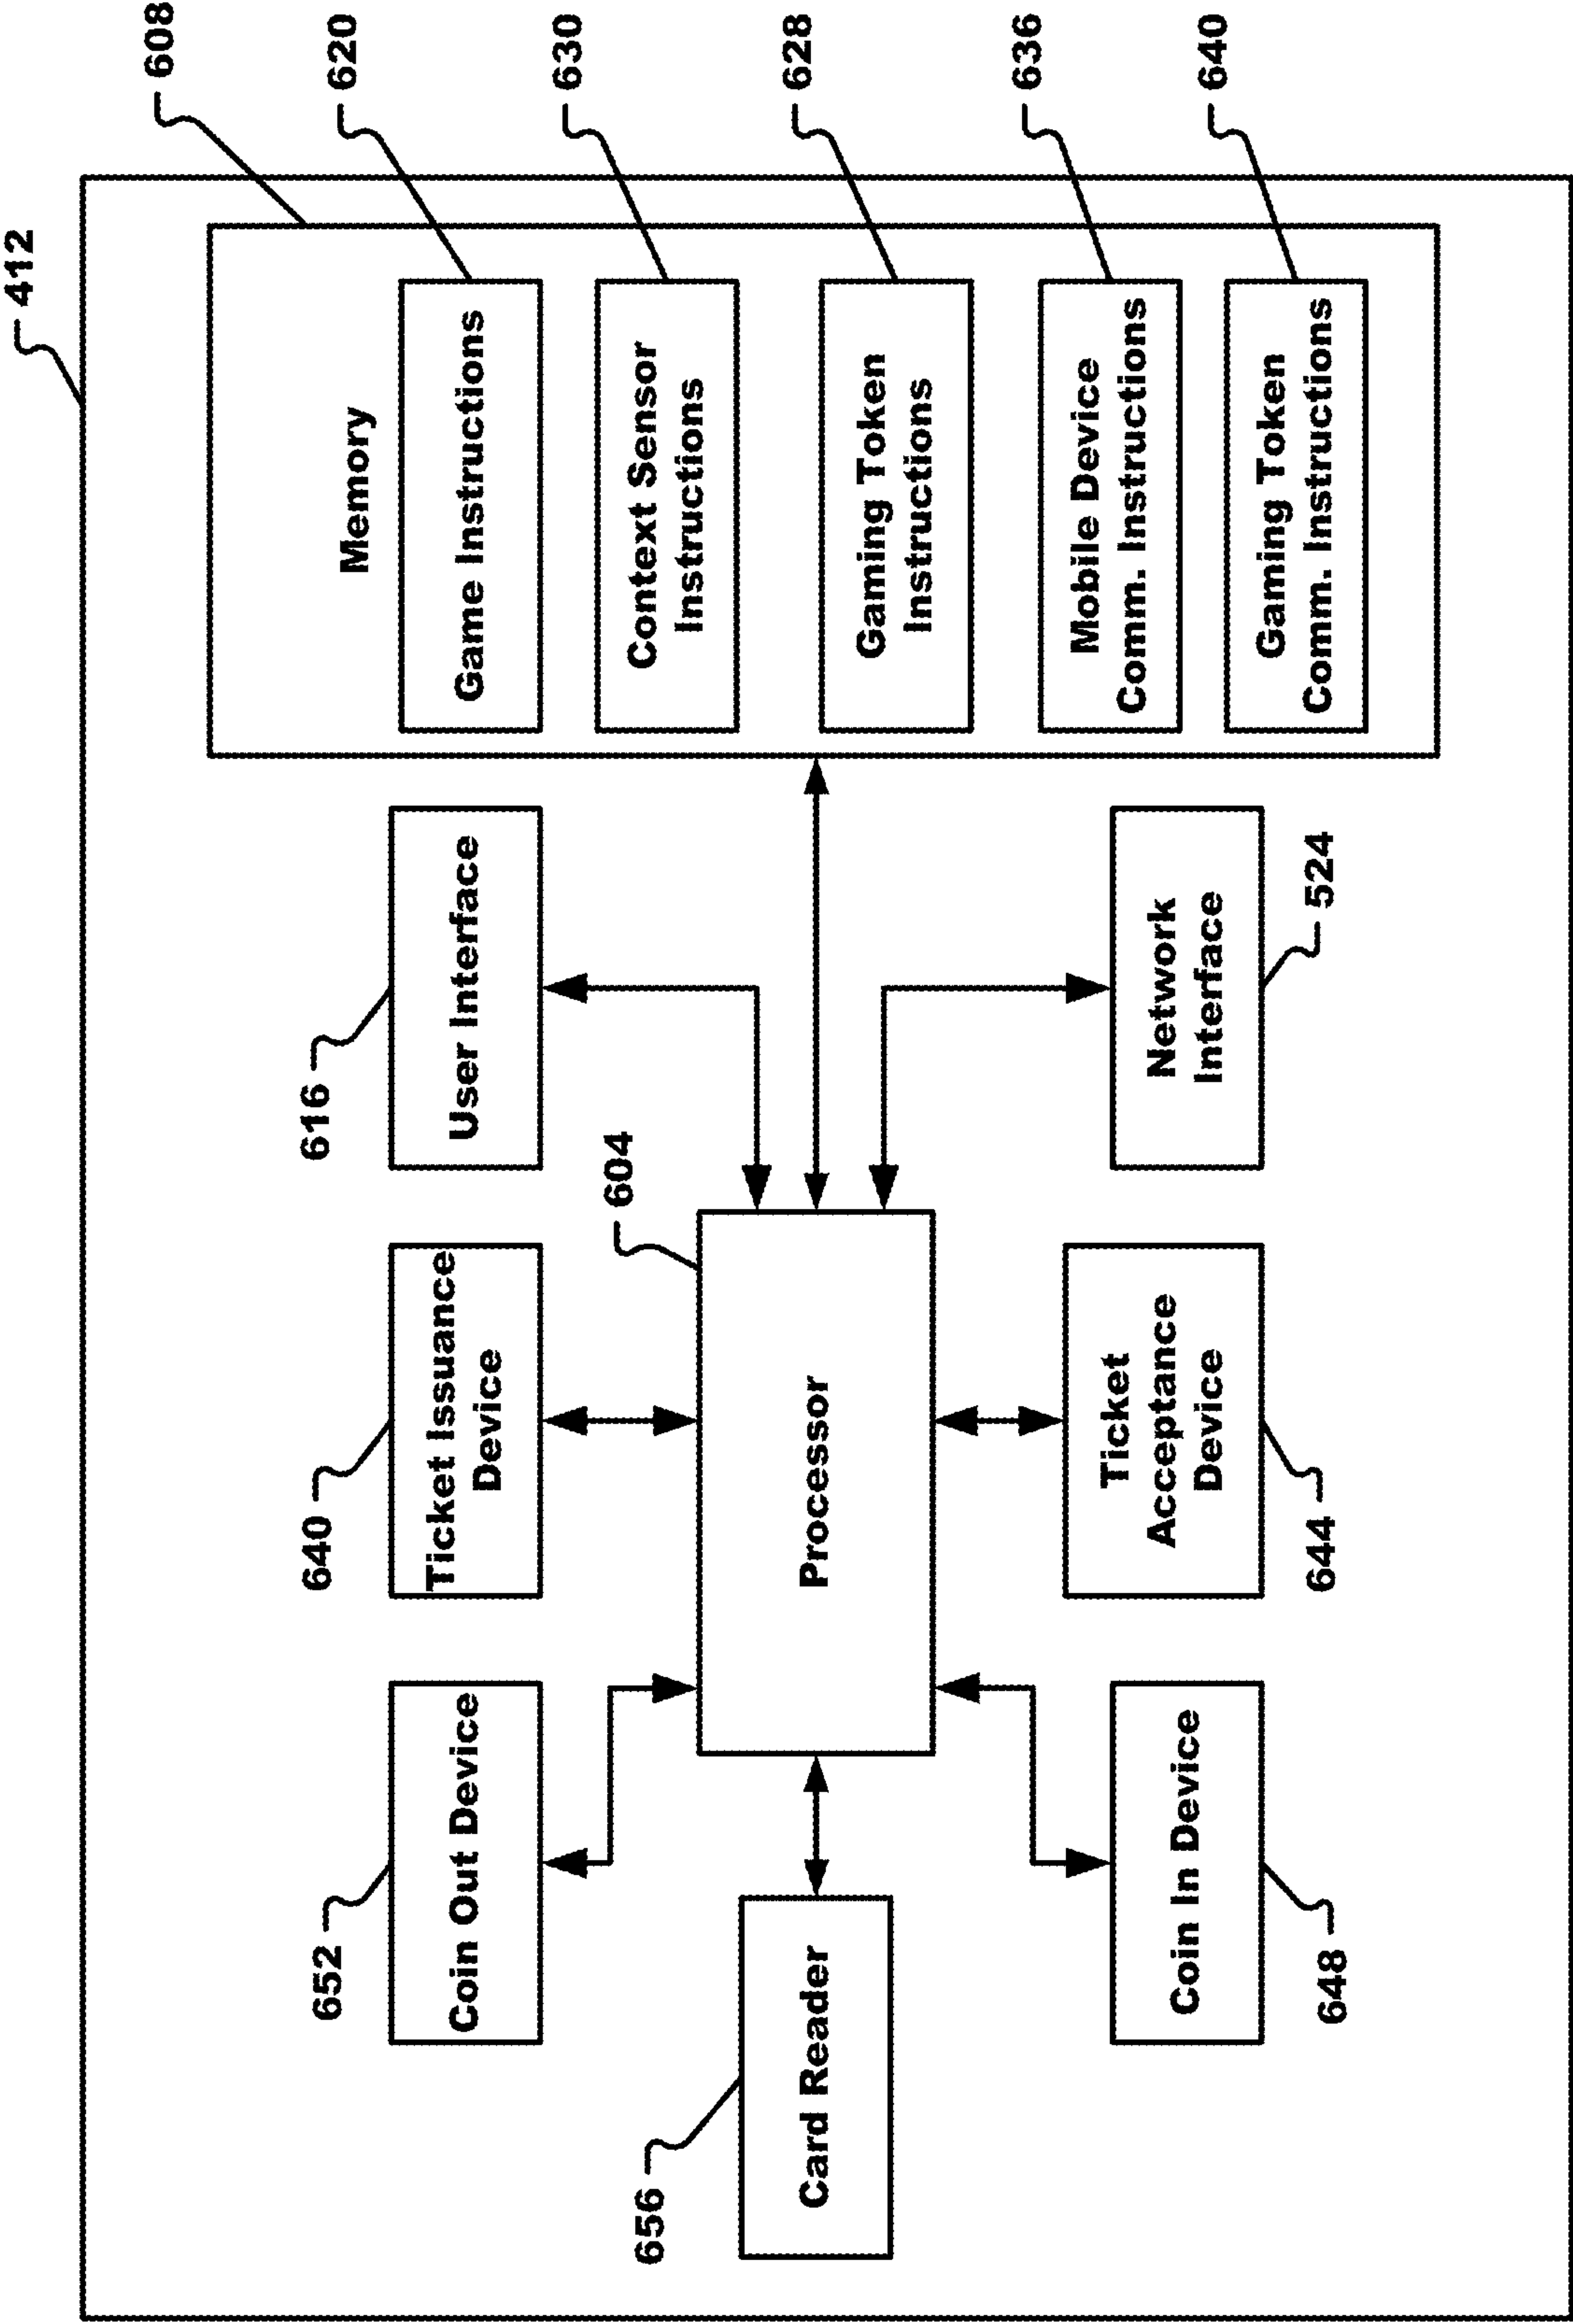 412
608
620
630
628
636
640
Memory
Game Instructions
Context Sensor
Instructions
Gaming Token
Instructions
Mobile Device
Comm. Instructions
Gaming Token
Comm. Instructions
652
Coin Out Device
640
Ticket Issuance
Device
616
User Interface
656
Card Reader
604
Processor
648
Coin In Device
644
Ticket
Acceptance
Device
524
Network
Interface